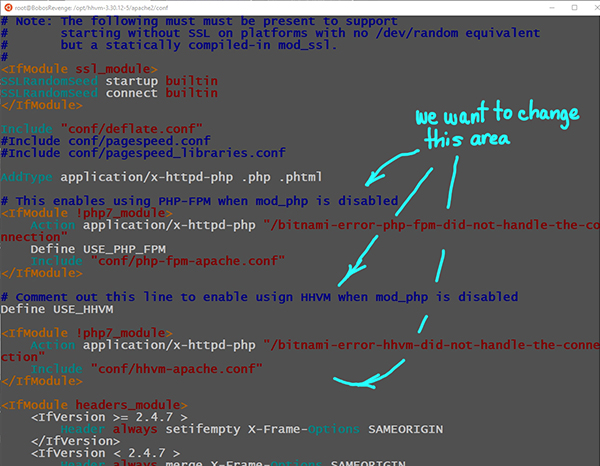 root@BobosRevenge: /opt/hhvm-3.30.12-5/apache2/conf
# Note: The following must must be present to support
#       starting without SSL on platforms with no /dev/random equivalent
#       but a statically compiled-in mod_ssl.
#
<IfModule ssl_module>
SSLRandomSeed startup builtin
SSLRandomSeed connect builtin
</IfModule>
Include "conf/deflate.conf"
#Include conf/pagespeed.conf
#Include conf/pagespeed_libraries.conf
we want to change
this area
AddType application/x-httpd-php .php .phtml
# This enables using PHP-FPM when mod_php is disabled
<IfModule !php7_module>
    Action application/x-httpd-php "/bitnami-error-php-fpm-did-not-handle-the-co
nnection"
    Define USE_PHP_FPM
    Include "conf/php-fpm-apache.conf"
</IfModule>
# Comment out this line to enable usign HHVM when mod_php is disabled
Define USE_HHVM
<IfModule !php7_module>
    Action application/x-httpd-php "/bitnami-error-hhvm-did-not-handle-the-conne
ction"
    Include "conf/hhvm-apache.conf"
</IfModule>
<IfModule headers_module>
    <IfVersion >= 2.4.7 >
        Header always setifempty X-Frame-Options SAMEORIGIN
    </IfVersion>
    <IfVersion < 2.4.7 >
        Header always merge X-Frame-Options SAMEORIGIN